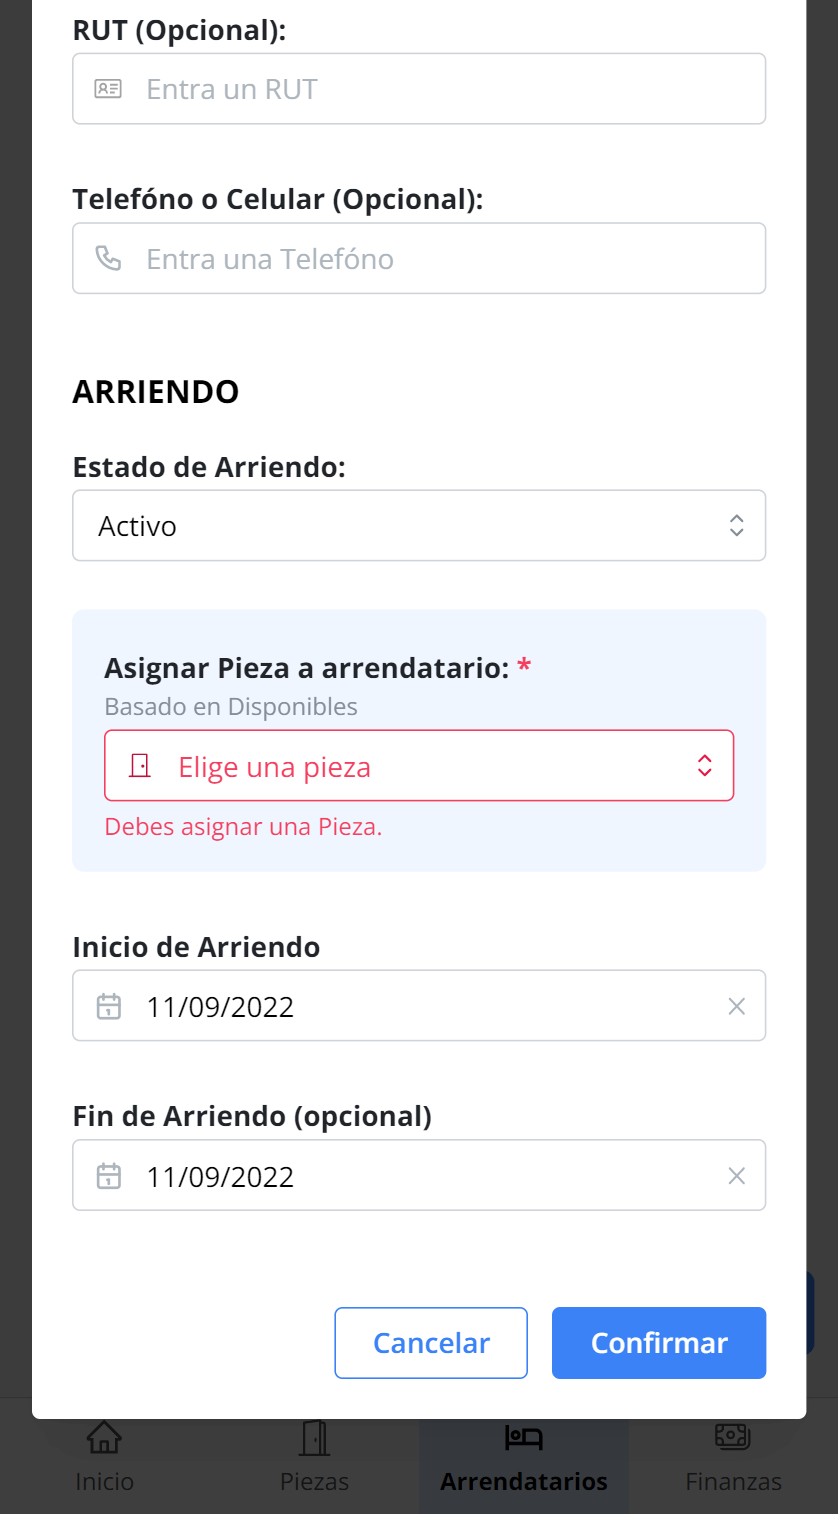 RUT (Opcional):
Entra un RUT
Telefóno o Celular (Opcional):
Entra una Telefóno
ARRIENDO
Estado de Arriendo:
Activo
Asignar Pieza a arrendatario: *
Basado en Disponibles
Elige una pieza
Debes asignar una Pieza.
Inicio de Arriendo
11/09/2022
Fin de Arriendo (opcional)
11/09/2022
Cancelar Confirmar
Inicio Piezas Arrendatarios Finanzas